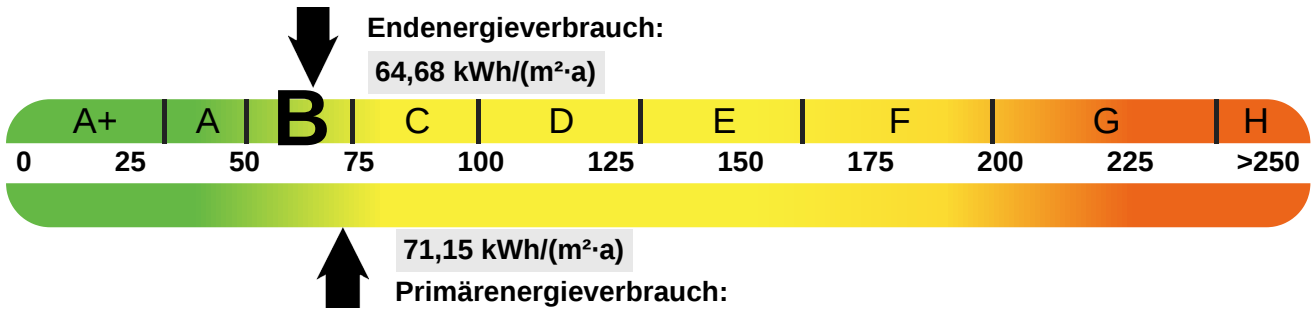 Endenergieverbrauch:
64,68 kWh/(m²·a)
A+ A B C D E F G H
0 25 50 75 100 125 150 175 200 225 >250
71,15 kWh/(m²·a)
Primärenergieverbrauch: